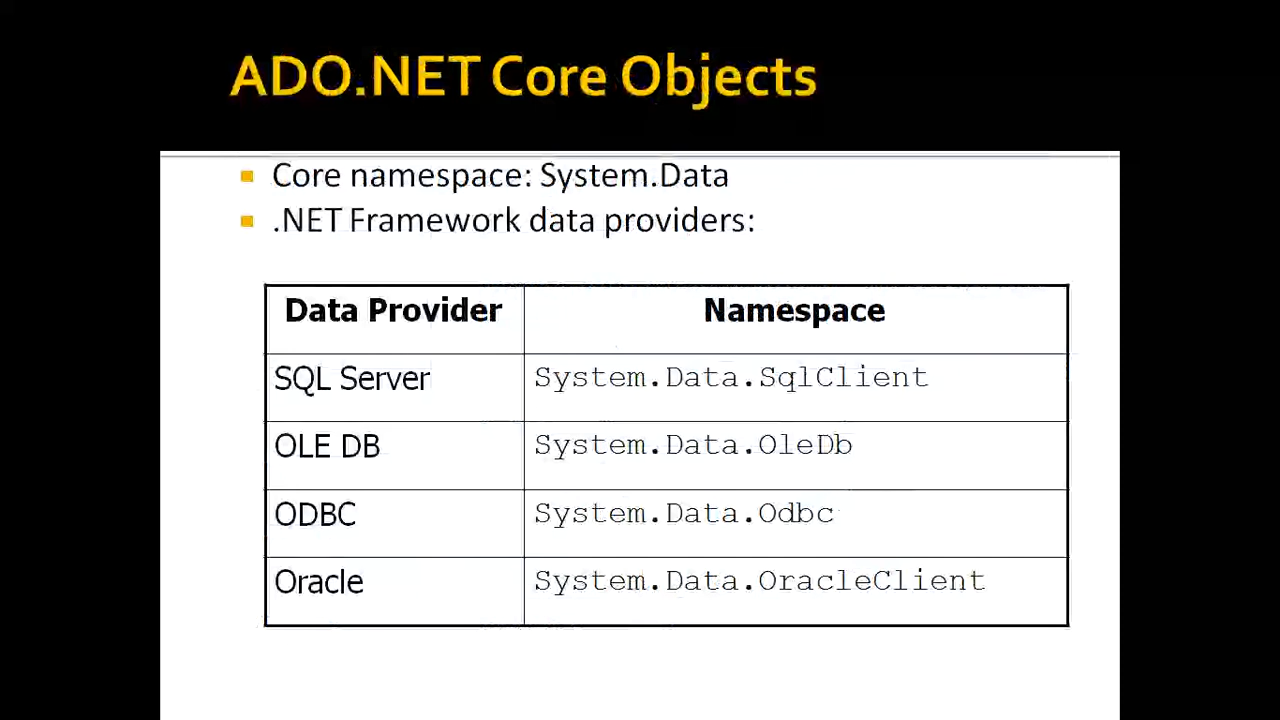 ADO.NET Core Objects
Core namespace: System.Data
.NET Framework data providers:
Data Provider Namespace
SQL Server System.Data.SqlClient
OLE DB System.Data.OleDb
ODBC System.Data.Odbc
Oracle System.Data.OracleClient